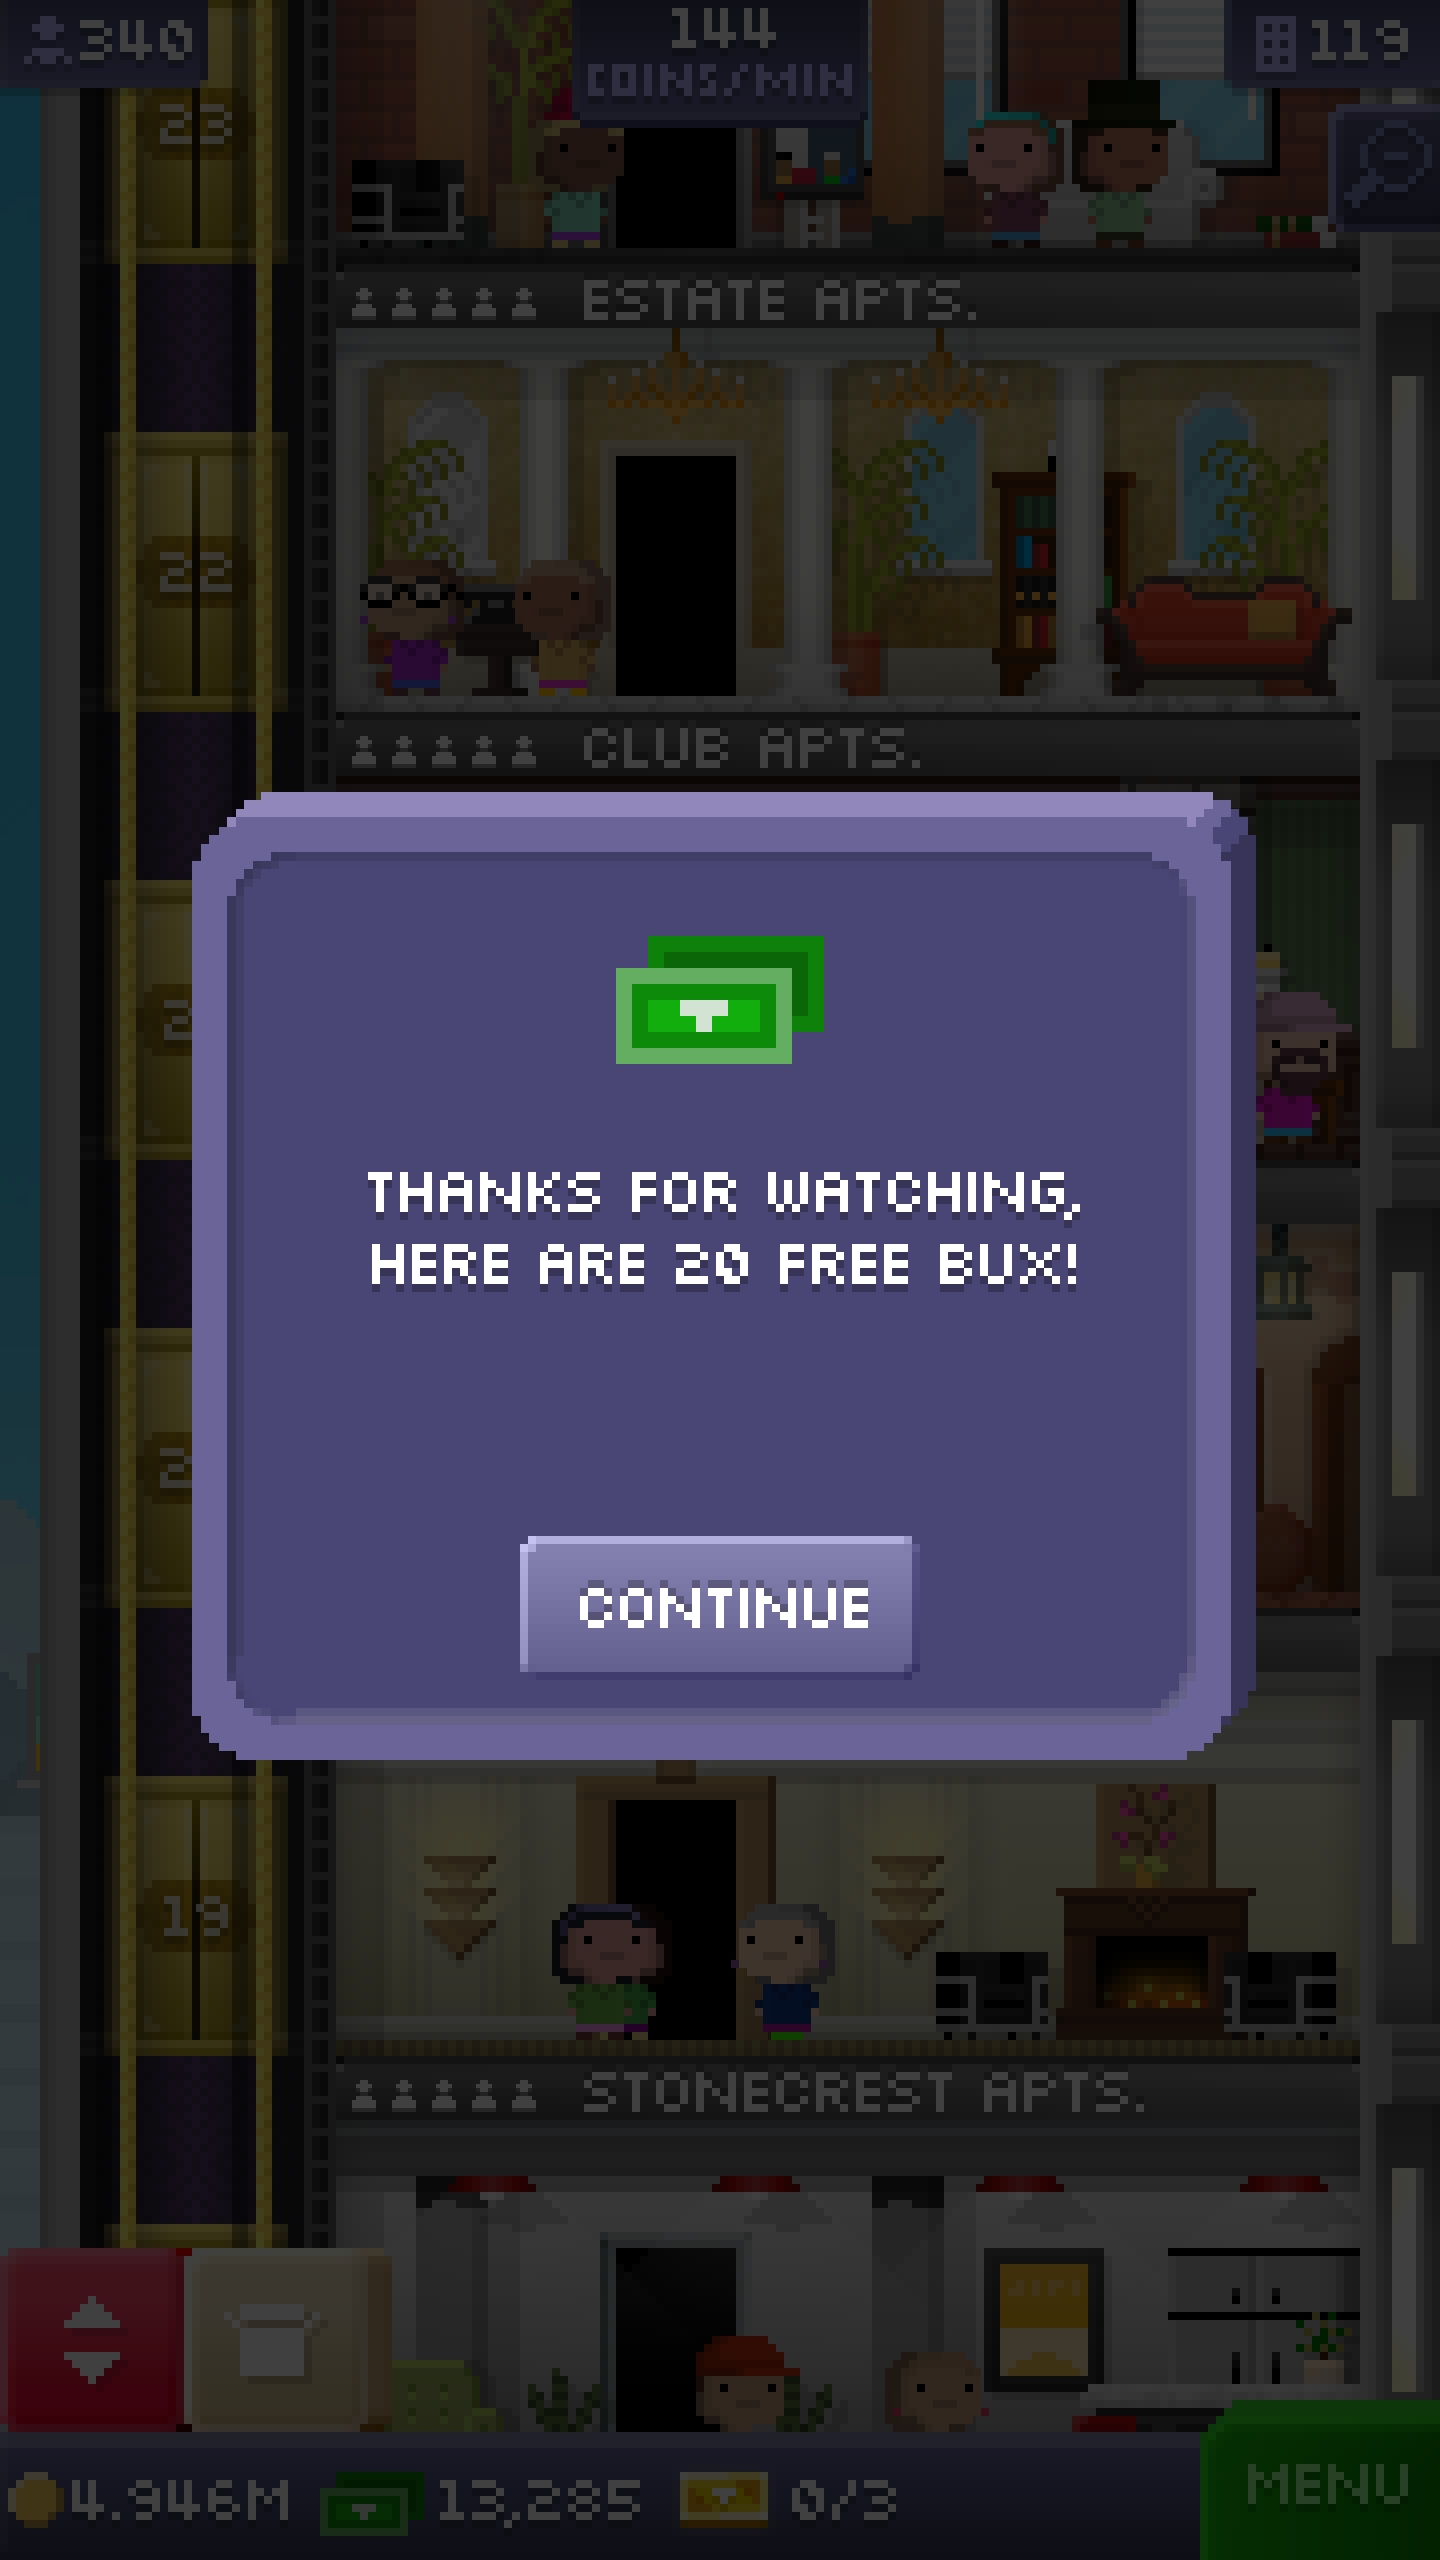 340
144
COINS/MIN
119
23
ESTATE APTS.
22
CLUB APTS.
THANKS FOR WATCHING,
HERE ARE 20 FREE BUX!
CONTINUE
19
STONECREST APTS.
4.946M
13,285
0/3
MENU